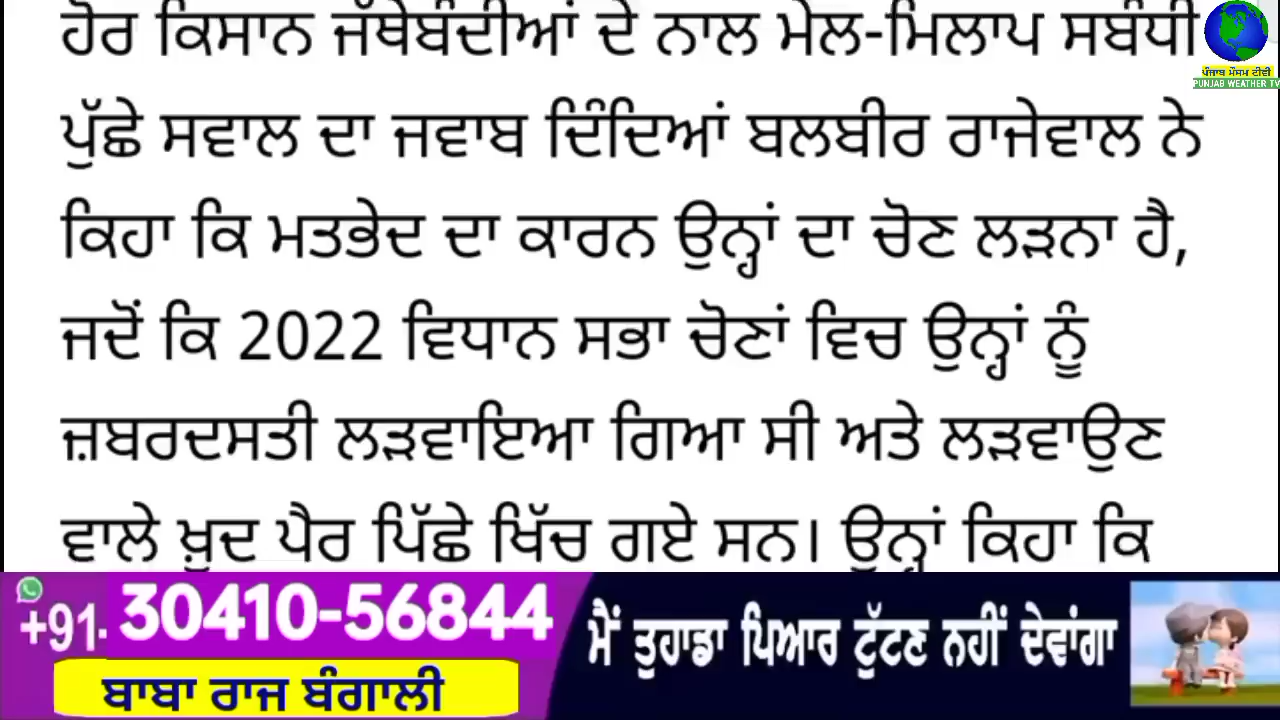 ਹੋਰ ਕਿਸਾਨ ਜੱਥੇਬੰਦੀਆਂ ਦੇ ਨਾਲ ਮੇਲ-ਮਿਲਾਪ ਸਬੰਧੀ
ਪੁੱਛੇ ਸਵਾਲ ਦਾ ਜਵਾਬ ਦਿੰਦਿਆਂ ਬਲਬੀਰ ਰਾਜੇਵਾਲ ਨੇ
ਕਿਹਾ ਕਿ ਮਤਭੇਦ ਦਾ ਕਾਰਨ ਉਨ੍ਹਾਂ ਦਾ ਚੋਣ ਲੜਨਾ ਹੈ,
ਜਦੋਂ ਕਿ 2022 ਵਿਧਾਨ ਸਭਾ ਚੋਣਾਂ ਵਿਚ ਉਨ੍ਹਾਂ ਨੂੰ
ਜ਼ਬਰਦਸਤੀ ਲੜਵਾਇਆ ਗਿਆ ਸੀ ਅਤੇ ਲੜਵਾਉਣ
ਵਾਲੇ ਖ਼ੁਦ ਪੈਰ ਪਿੱਛੇ ਖਿੱਚ ਗਏ ਸਨ। ਉਨ੍ਹਾਂ ਕਿਹਾ ਕਿ
ਪੰਜਾਬ ਮੌਸਮ ਟੀਵੀ
PUNJAB WEATHER TV
+91- 30410-56844
ਬਾਬਾ ਰਾਜ ਬੰਗਾਲੀ
ਮੈਂ ਤੁਹਾਡਾ ਪਿਆਰ ਟੁੱਟਣ ਨਹੀਂ ਦੇਵਾਂਗਾ